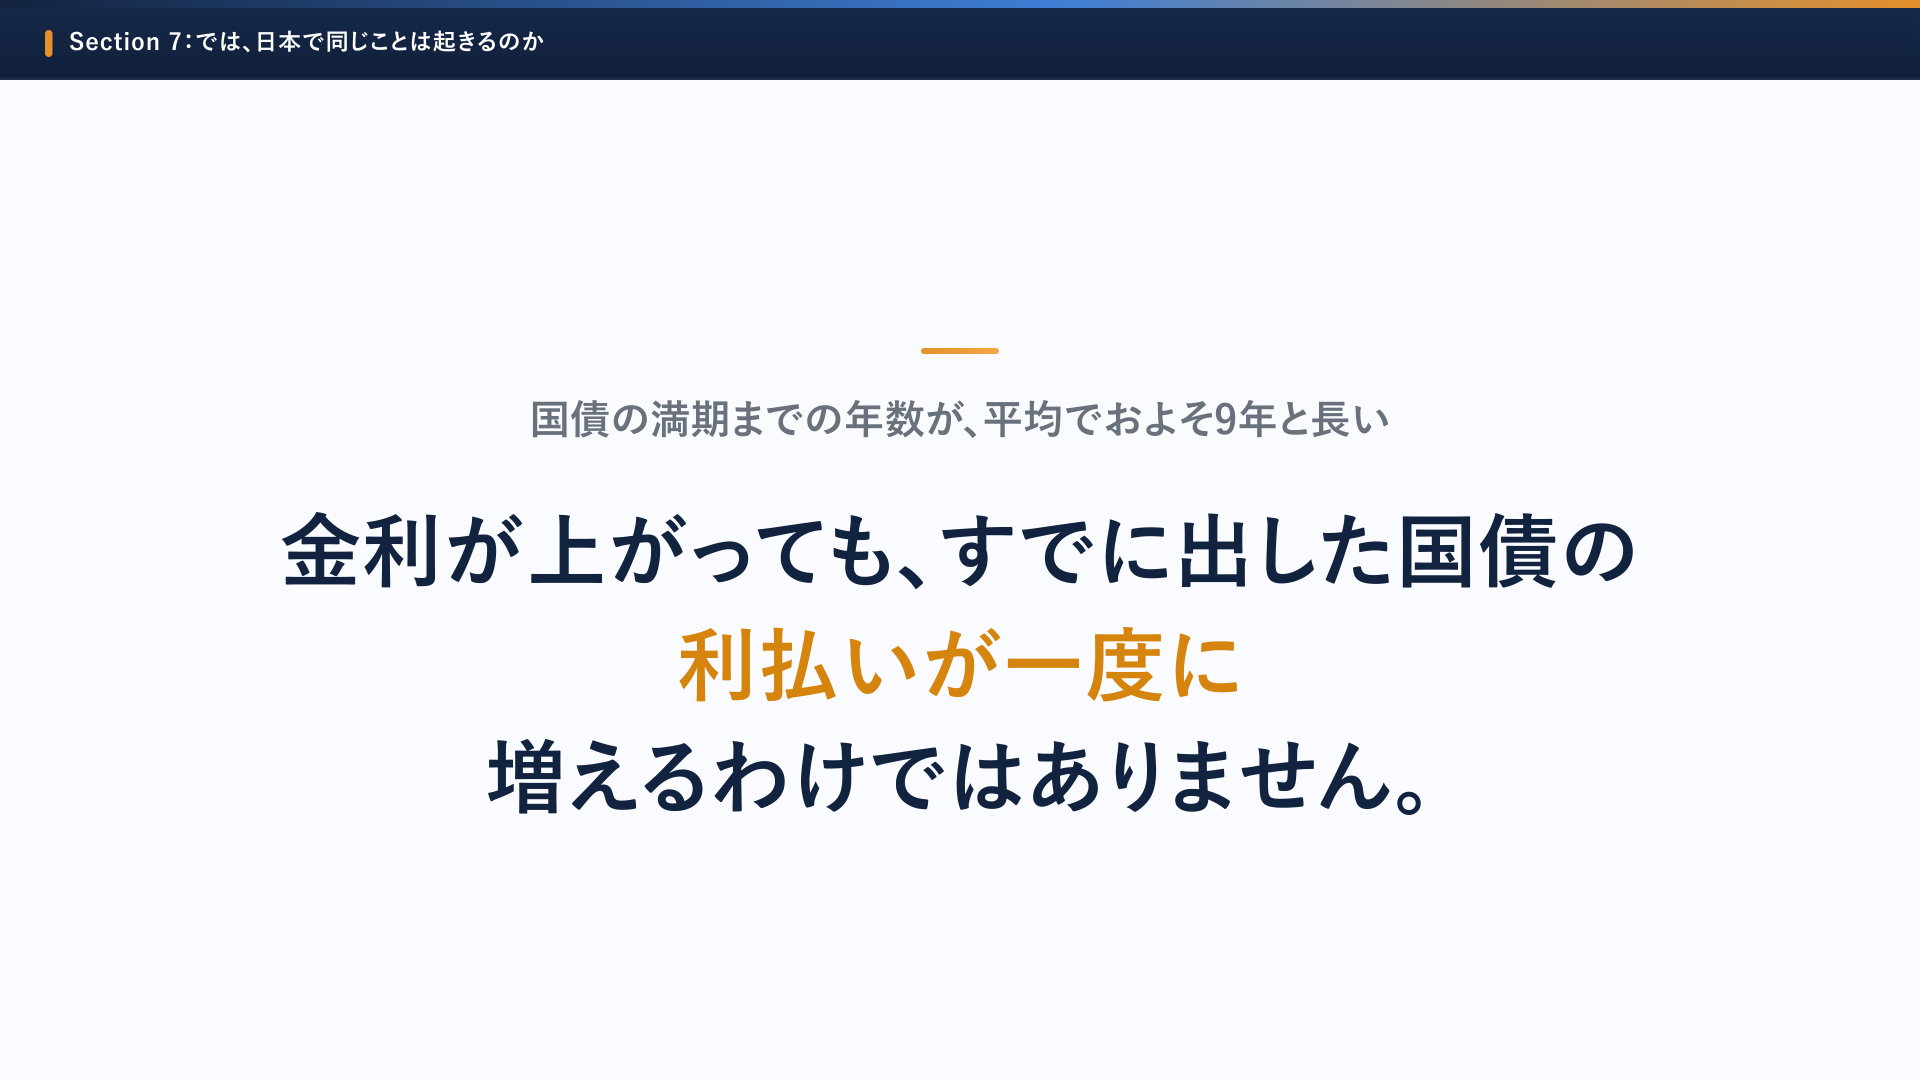 Section 7：では、日本で同じことは起きるのか
国債の満期までの年数が、平均でおよそ9年と長い
金利が上がっても、すでに出した国債の
利払いが一度に
増えるわけではありません。